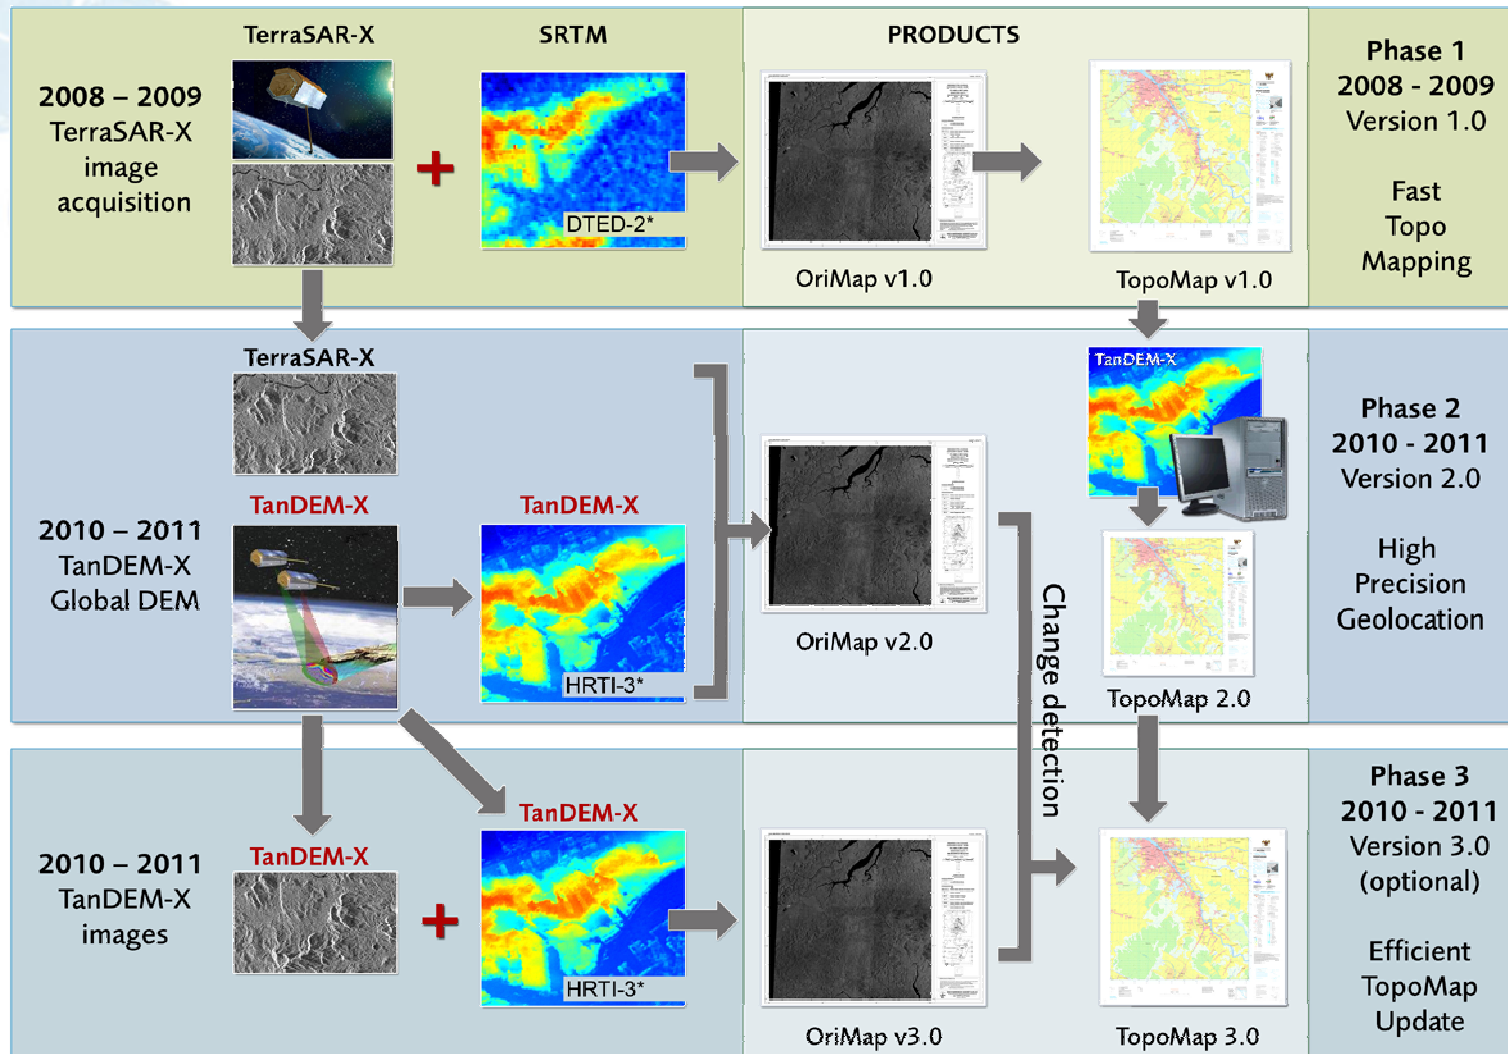 TerraSAR-X
SRTM
PRODUCTS
2008 – 2009
TerraSAR-X
image
acquisition
DTED-2*
OriMap v1.0
TopoMap v1.0
Phase 1
2008 - 2009
Version 1.0
Fast
Topo
Mapping
TerraSAR-X
2010 – 2011
TanDEM-X
Global DEM
TanDEM-X
TanDEM-X
HRTI-3*
OriMap v2.0
Change detection
TanDEM-X
TopoMap 2.0
Phase 2
2010 - 2011
Version 2.0
High
Precision
Geolocation
2010 – 2011
TanDEM-X
images
TanDEM-X
TanDEM-X
HRTI-3*
OriMap v3.0
TopoMap 3.0
Phase 3
2010 - 2011
Version 3.0
(optional)
Efficient
TopoMap
Update